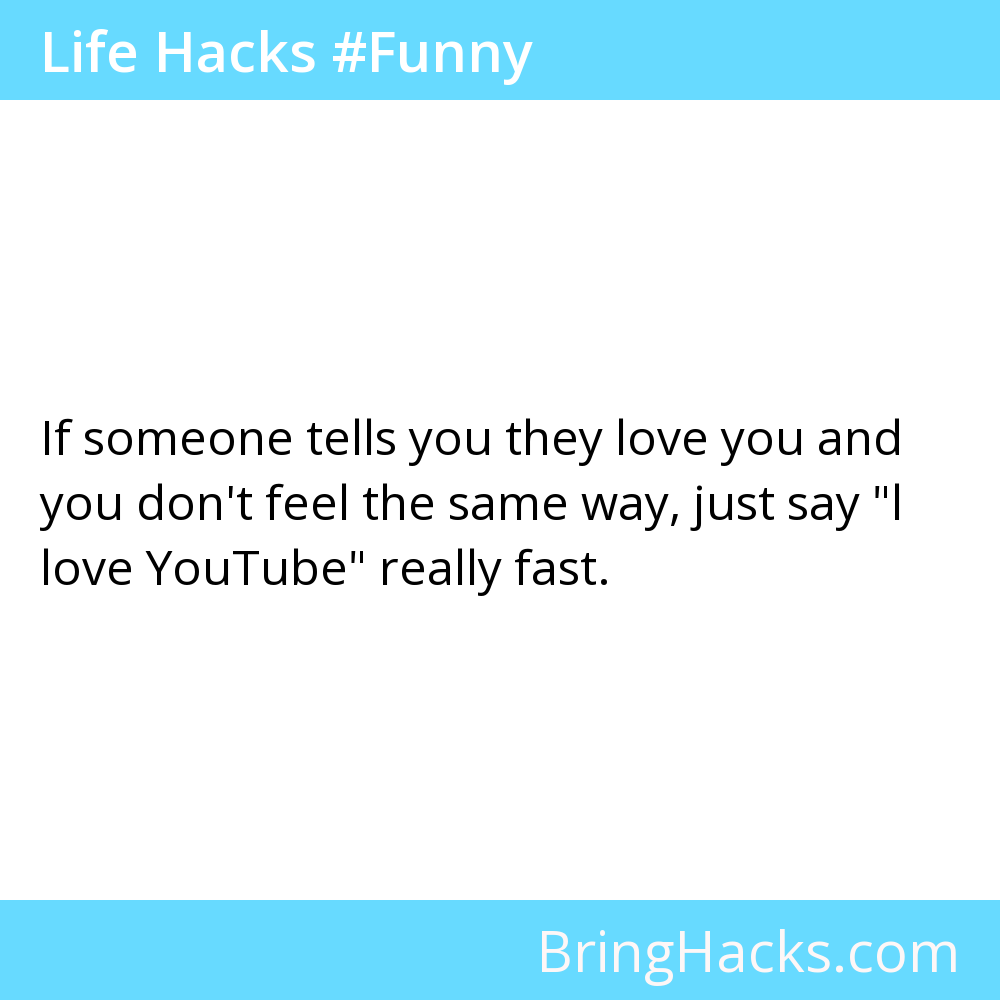 Life Hacks #Funny
If someone tells you they love you and
you don't feel the same way, just say "l
love YouTube" really fast.
BringHacks.com